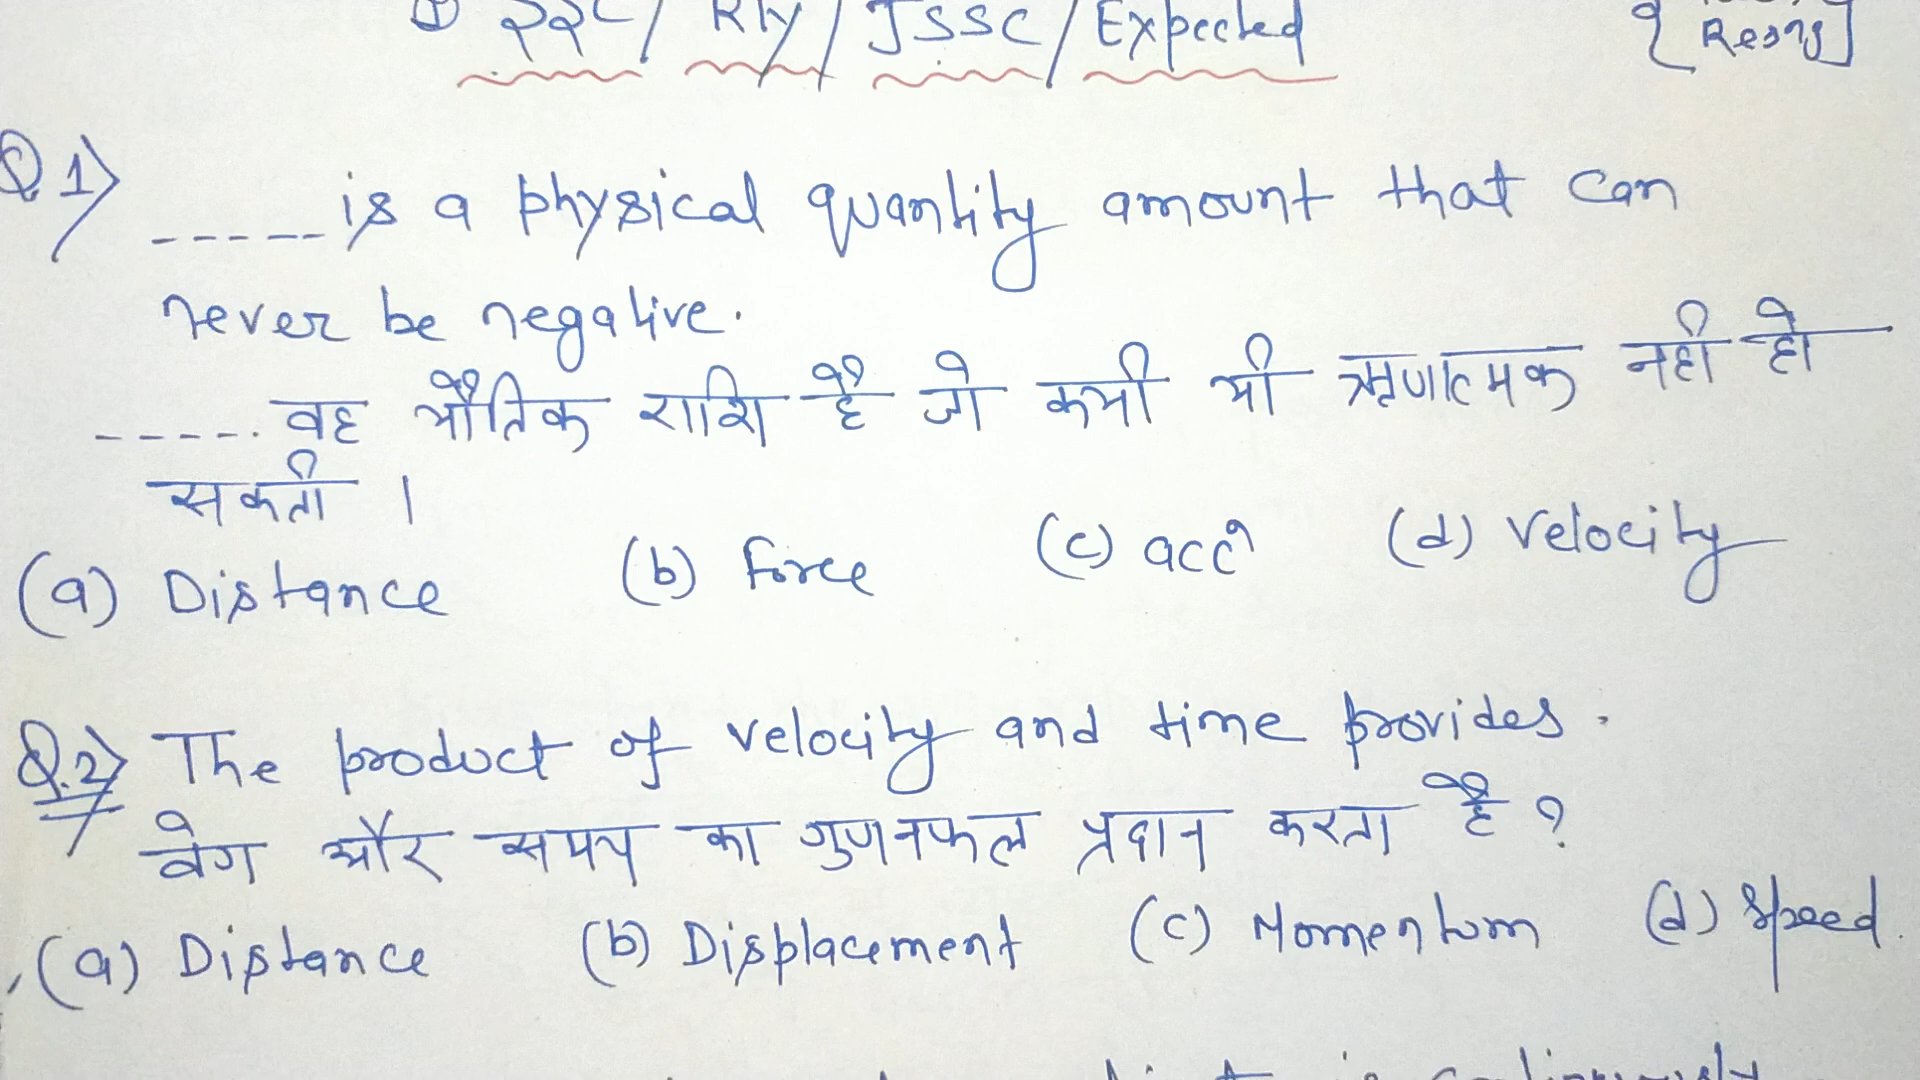 SSC / Rly / JSSC / Expected
Q 1) ----- is a physical quantity amount that can
never be negative.
----- वह भौतिक राशि है जो कभी भी ऋणात्मक नहीं हो
सकती ।
(a) Distance (b) force (c) accⁿ (d) velocity
Q.2) The product of velocity and time provides.
वेग और समय का गुणनफल प्रदान करता है ?
(a) Distance (b) Displacement (c) Momentum (d) speed